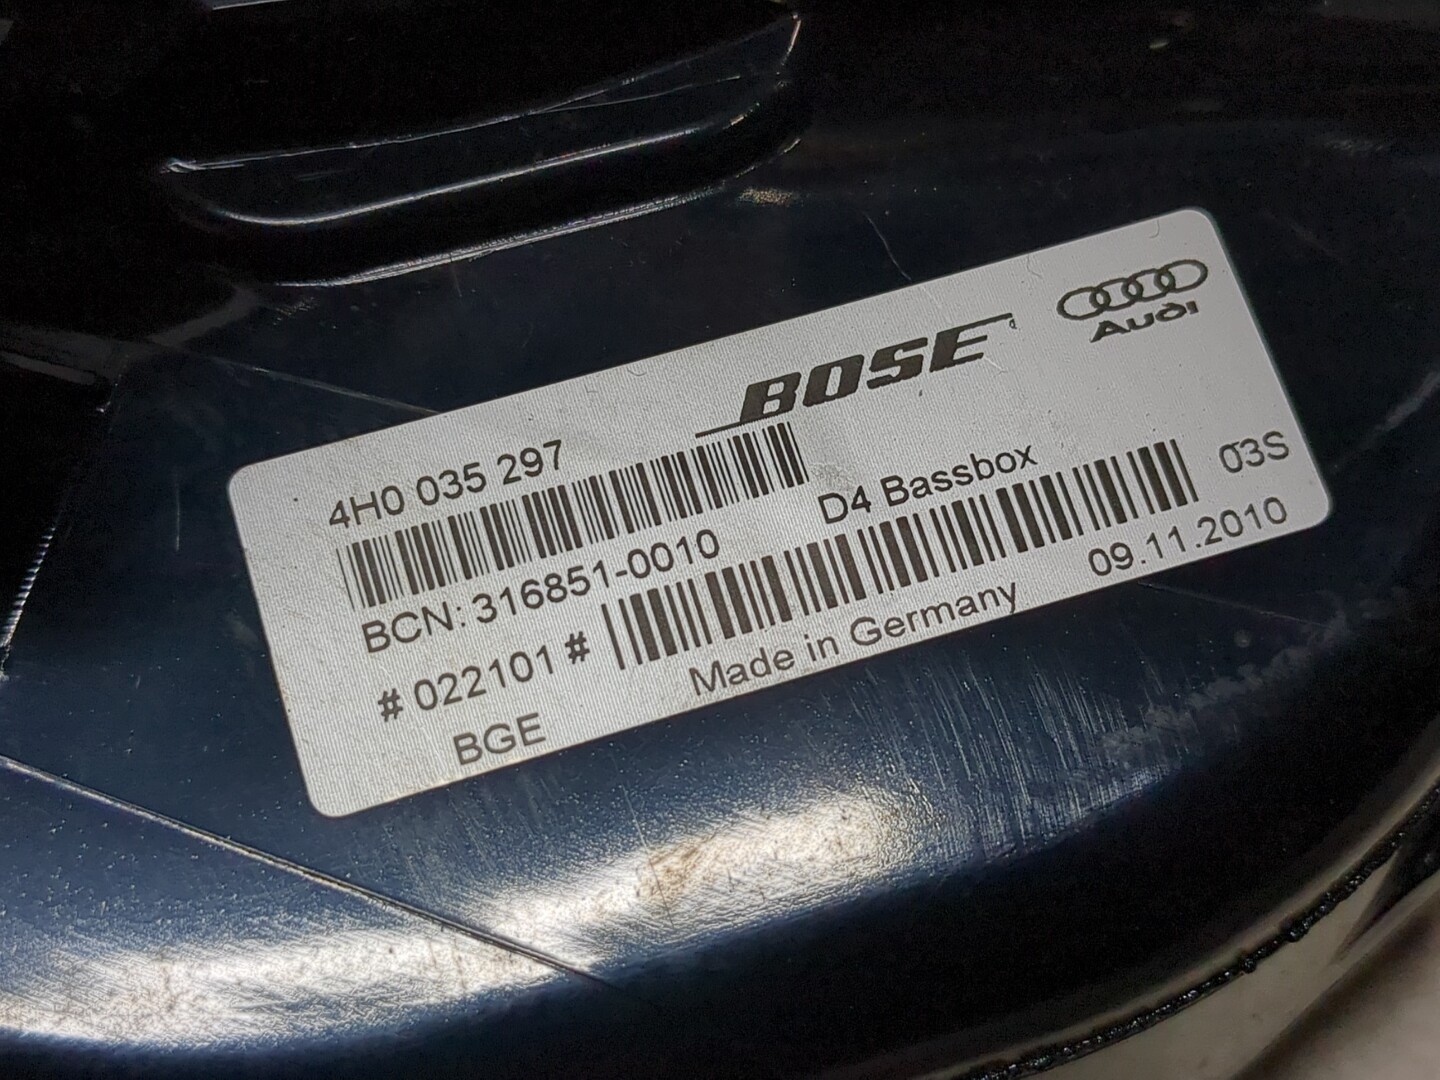 BOSE
Audi
4H0 035 297
BCN: 316851-0010
D4 Bassbox
03S
# 022101 #
09.11.2010
BGE
Made in Germany